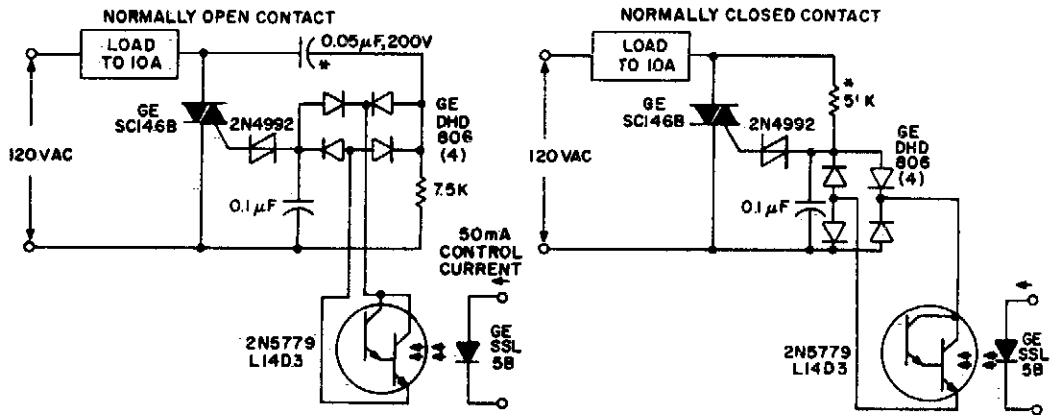 NORMALLY OPEN CONTACT
LOAD
TO 10A
0.05μF, 200V
*
GE
SC146B
2N4992
GE
DHD
806
(4)
120VAC
0.1μF
7.5K
50mA
CONTROL
CURRENT
2N5779
L14D3
GE
SSL
5B
NORMALLY CLOSED CONTACT
LOAD
TO 10A
*
51K
GE
SC146B
2N4992
GE
DHD
806
(4)
120VAC
0.1μF
2N5779
L14D3
GE
SSL
5B